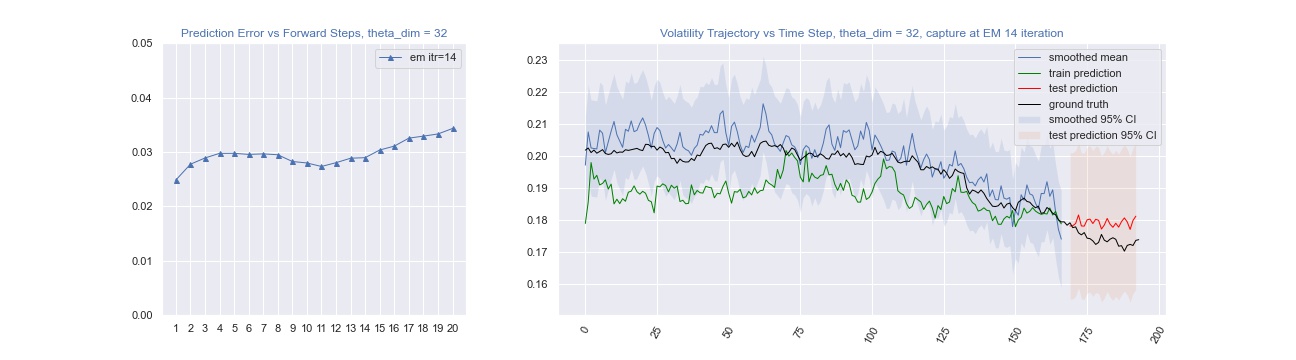 Prediction Error vs Forward Steps, theta_dim = 32
0.05
0.04
0.03
0.02
0.01
0.00
em itr=14
1 2 3 4 5 6 7 8 9 10 11 12 13 14 15 16 17 18 19 20
Volatility Trajectory vs Time Step, theta_dim = 32, capture at EM 14 iteration
0.23
0.22
0.21
0.20
0.19
0.18
0.17
0.16
smoothed mean
train prediction
test prediction
ground truth
smoothed 95% CI
test prediction 95% CI
0 25 50 75 100 125 150 175 200